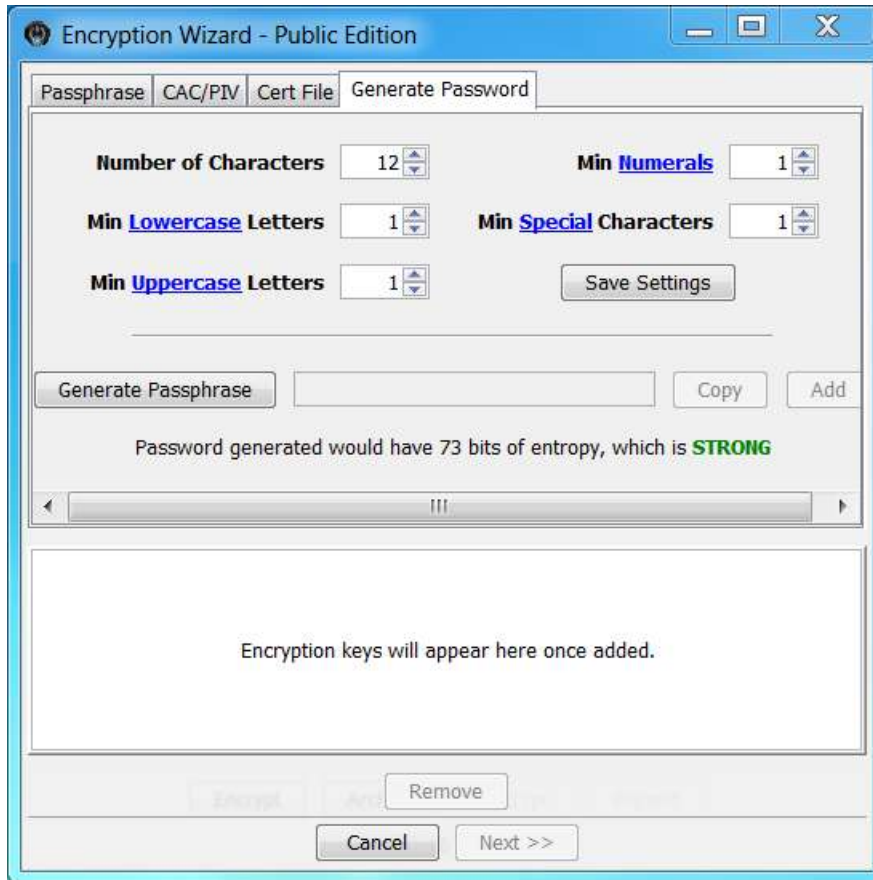 Encryption Wizard - Public Edition
Passphrase CAC/PIV Cert File Generate Password
Number of Characters 12 Min Numerals 1
Min Lowercase Letters 1 Min Special Characters 1
Min Uppercase Letters 1 Save Settings
Generate Passphrase Copy Add
Password generated would have 73 bits of entropy, which is STRONG
Encryption keys will appear here once added.
Encrypt Remove
Cancel Next >>